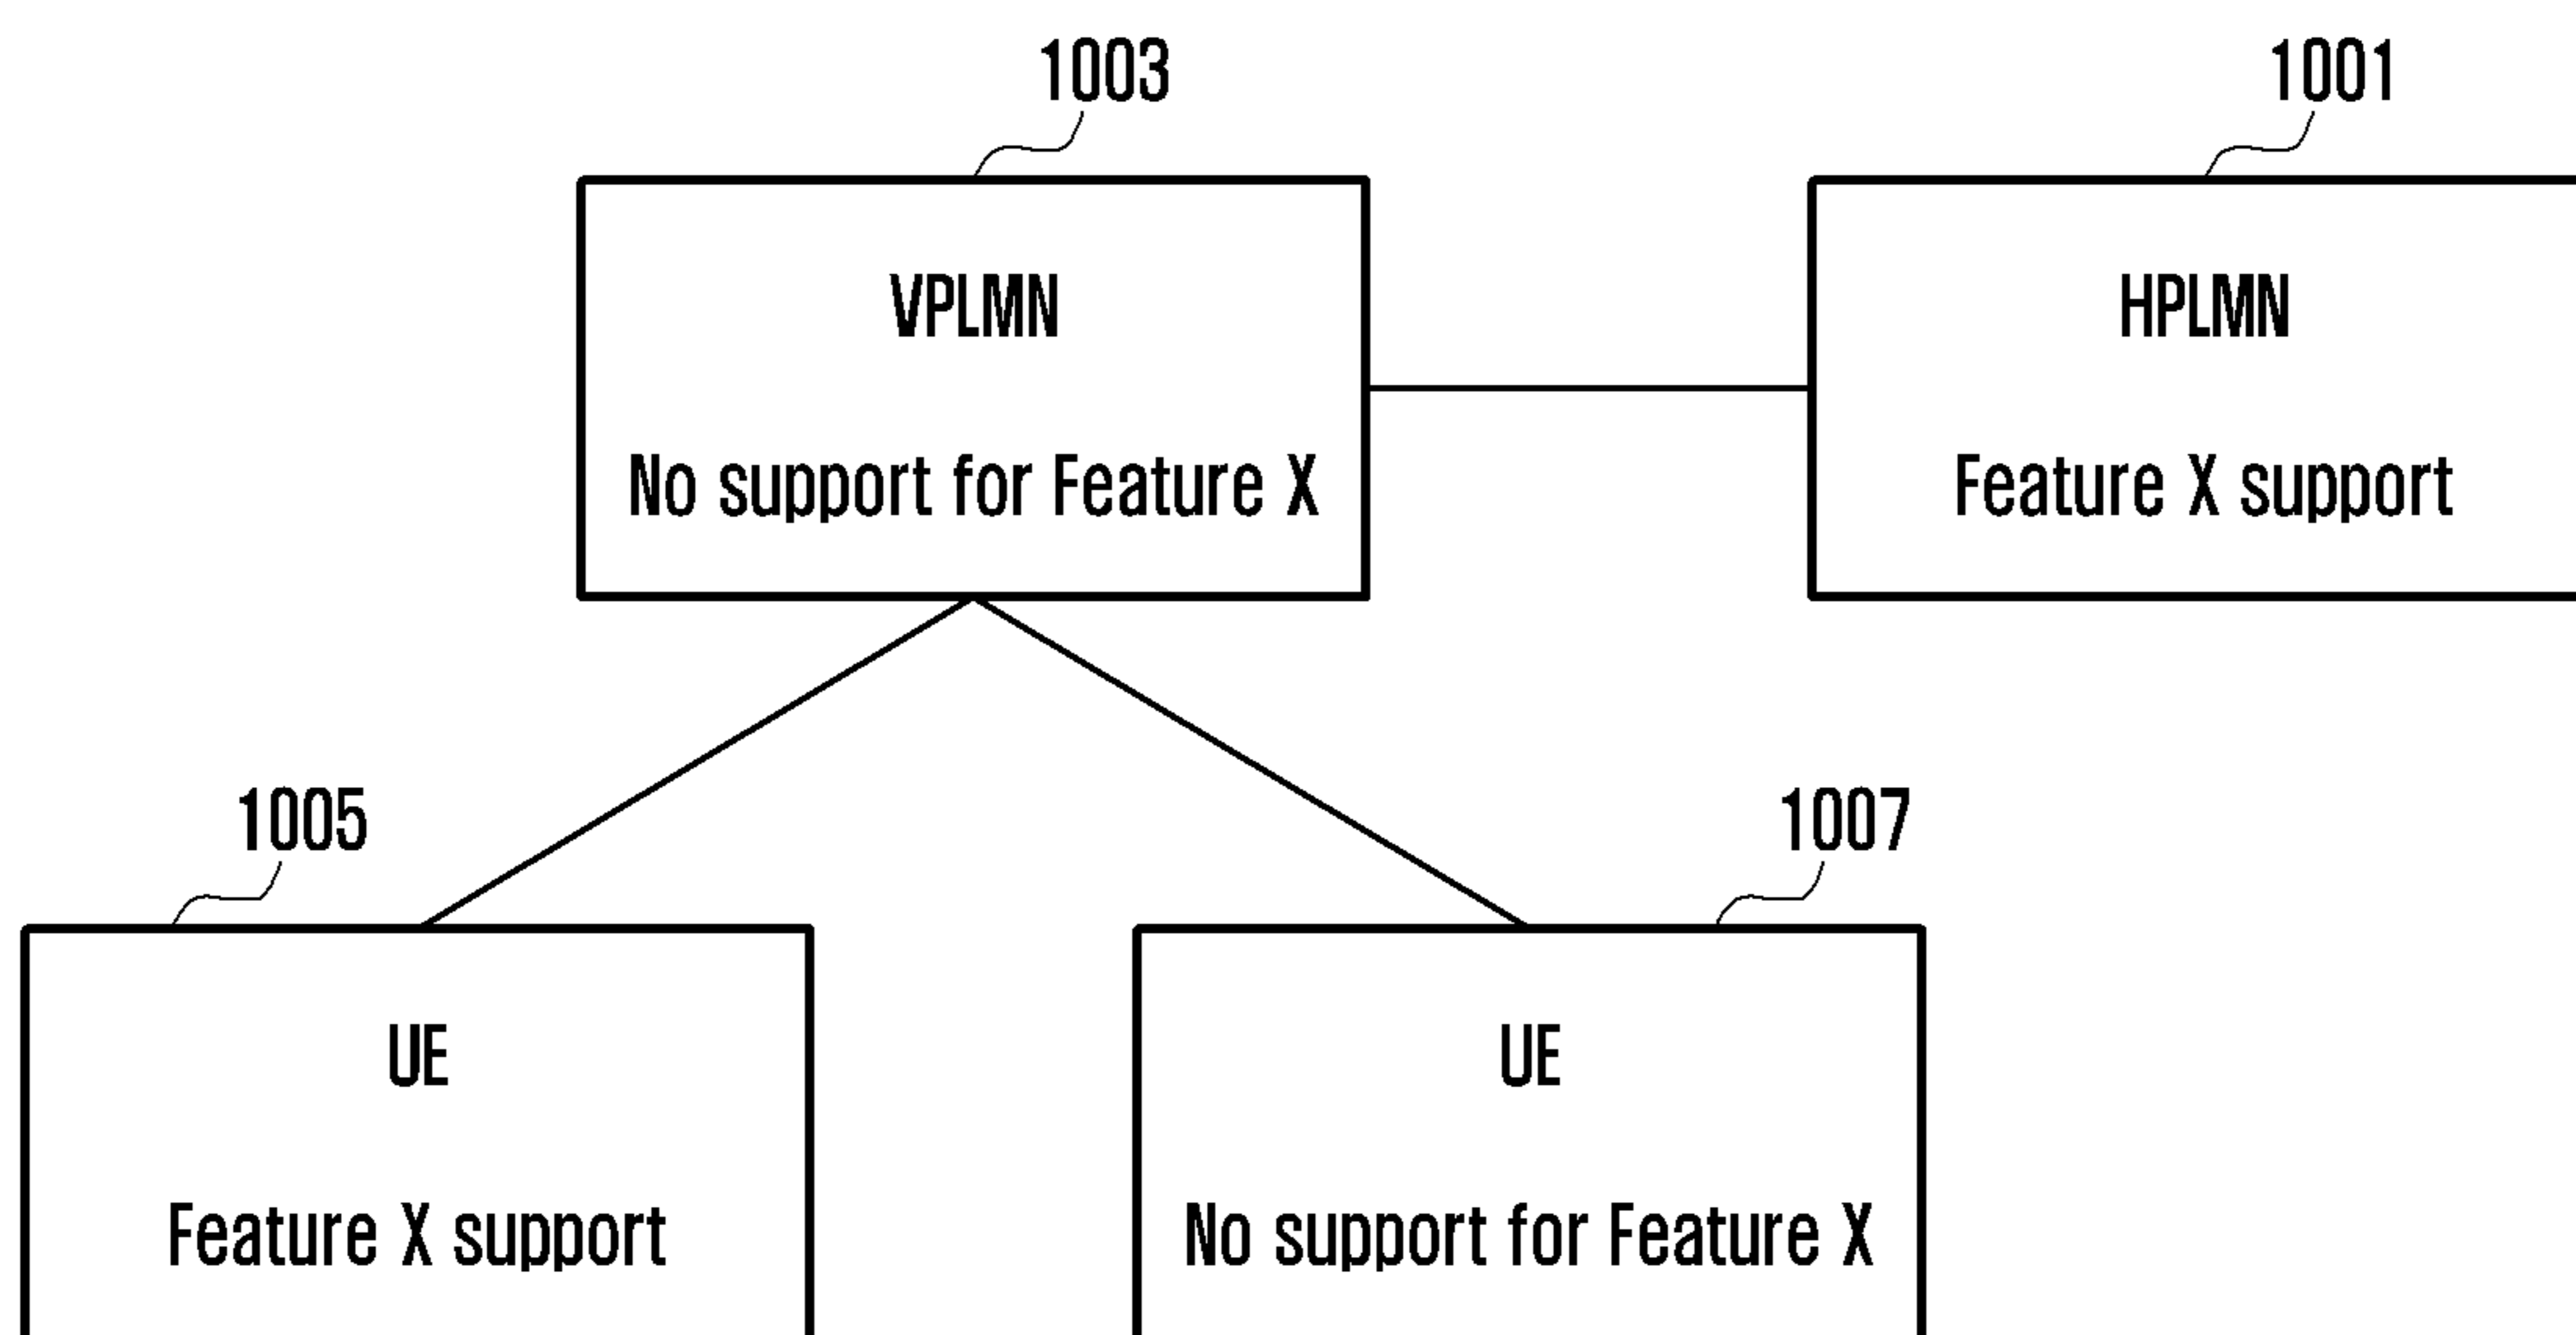 1003
1001
VPLMN
No support for Feature X
HPLMN
Feature X support
1005
1007
UE
Feature X support
UE
No support for Feature X